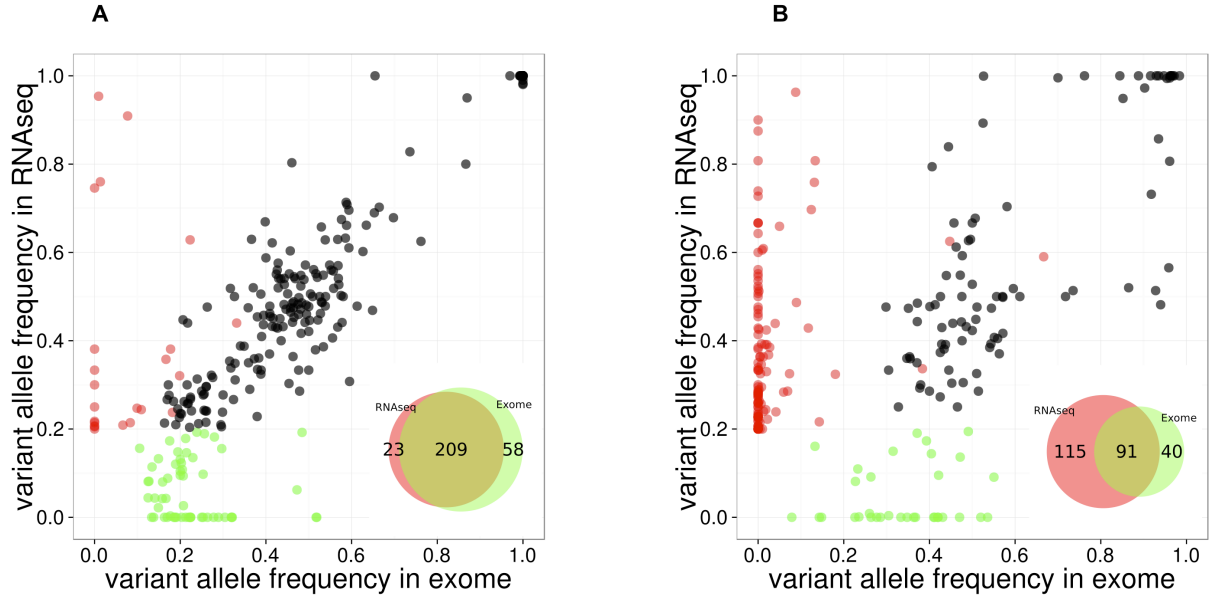 A
variant allele frequency in RNAseq
1.0
0.8
0.6
0.4
0.2
0.0
RNAseq
Exome
23
209
58
0.0 0.2 0.4 0.6 0.8 1.0
variant allele frequency in exome
B
variant allele frequency in RNAseq
1.0
0.8
0.6
0.4
0.2
0.0
RNAseq
Exome
115
91
40
0.0 0.2 0.4 0.6 0.8 1.0
variant allele frequency in exome